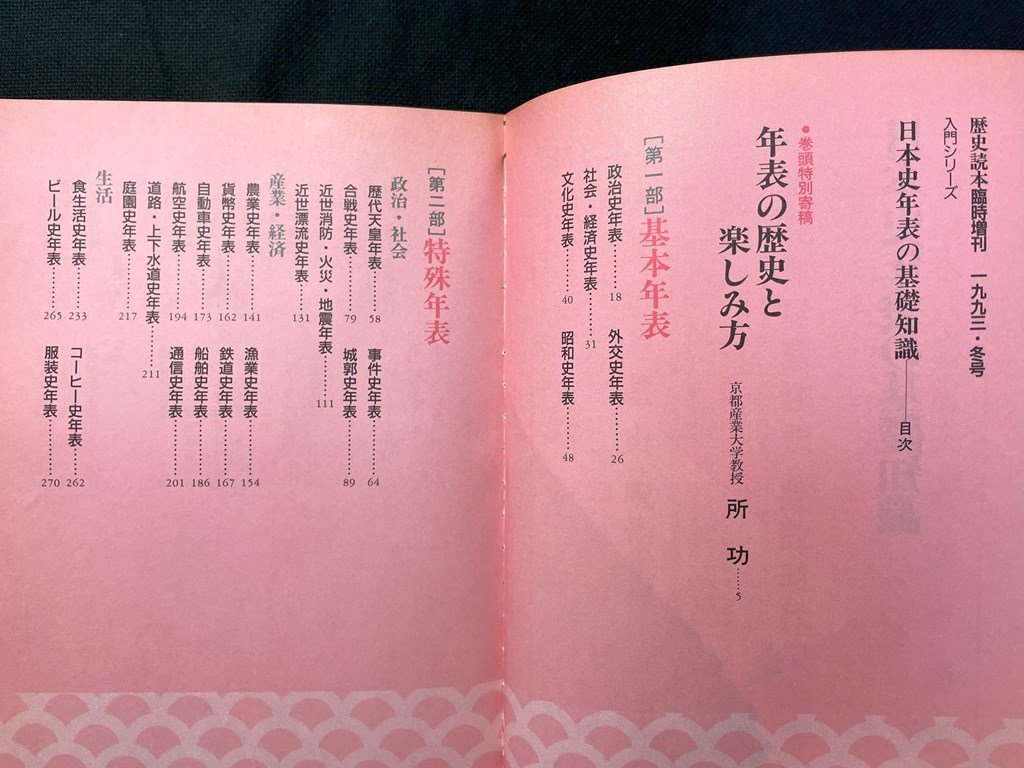 歴史読本臨時増刊 一九九三・冬号
入門シリーズ
日本史年表の基礎知識――目次
●巻頭特別寄稿
年表の歴史と
楽しみ方
京都産業大学教授 所 功……5
[第一部]基本年表
政治史年表……18
外交史年表……26
社会・経済史年表……31
文化史年表……40
昭和史年表……48
[第二部]特殊年表
政治・社会
歴代天皇年表……58
事件史年表……64
合戦史年表……79
城郭史年表……89
近世消防・火災・地震年表……111
近世漂流史年表……131
産業・経済
農業史年表……141
漁業史年表……154
貨幣史年表……162
鉄道史年表……167
自動車史年表……173
船舶史年表……186
航空史年表……194
通信史年表……201
道路・上下水道史年表……211
庭園史年表……217
生活
食生活史年表……233
コーヒー史年表……262
ビール史年表……265
服装史年表……270